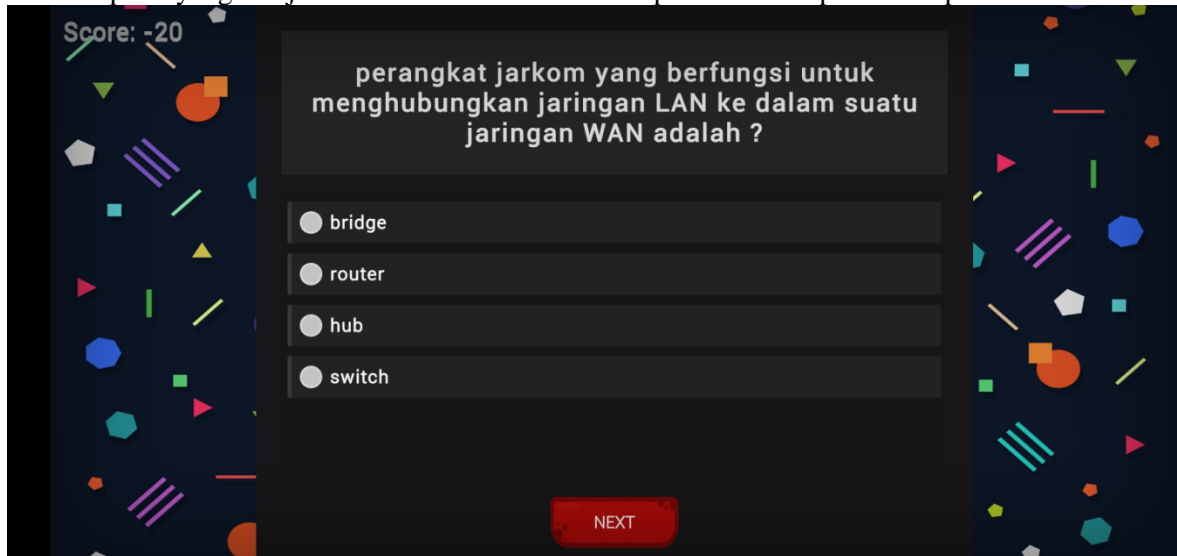 Score: -20
perangkat jarkom yang berfungsi untuk
menghubungkan jaringan LAN ke dalam suatu
jaringan WAN adalah ?
bridge
router
hub
switch
NEXT